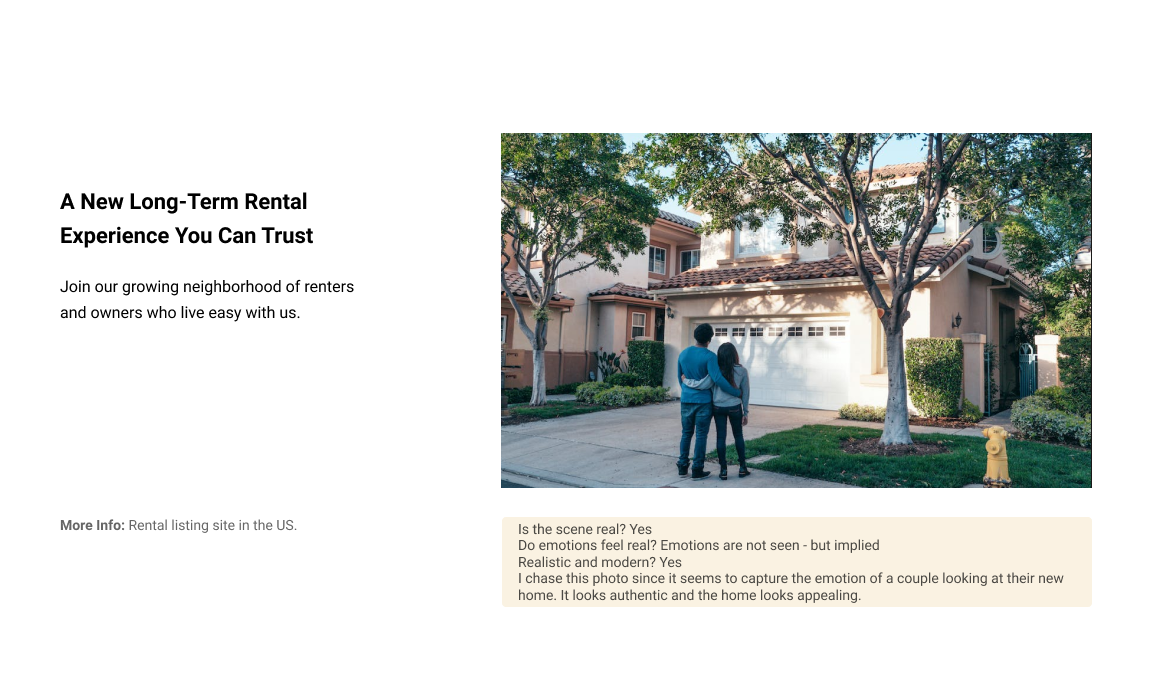 A New Long-Term Rental
Experience You Can Trust
Join our growing neighborhood of renters
and owners who live easy with us.
More Info: Rental listing site in the US.
Is the scene real? Yes
Do emotions feel real? Emotions are not seen - but implied
Realistic and modern? Yes
I chase this photo since it seems to capture the emotion of a couple looking at their new
home. It looks authentic and the home looks appealing.